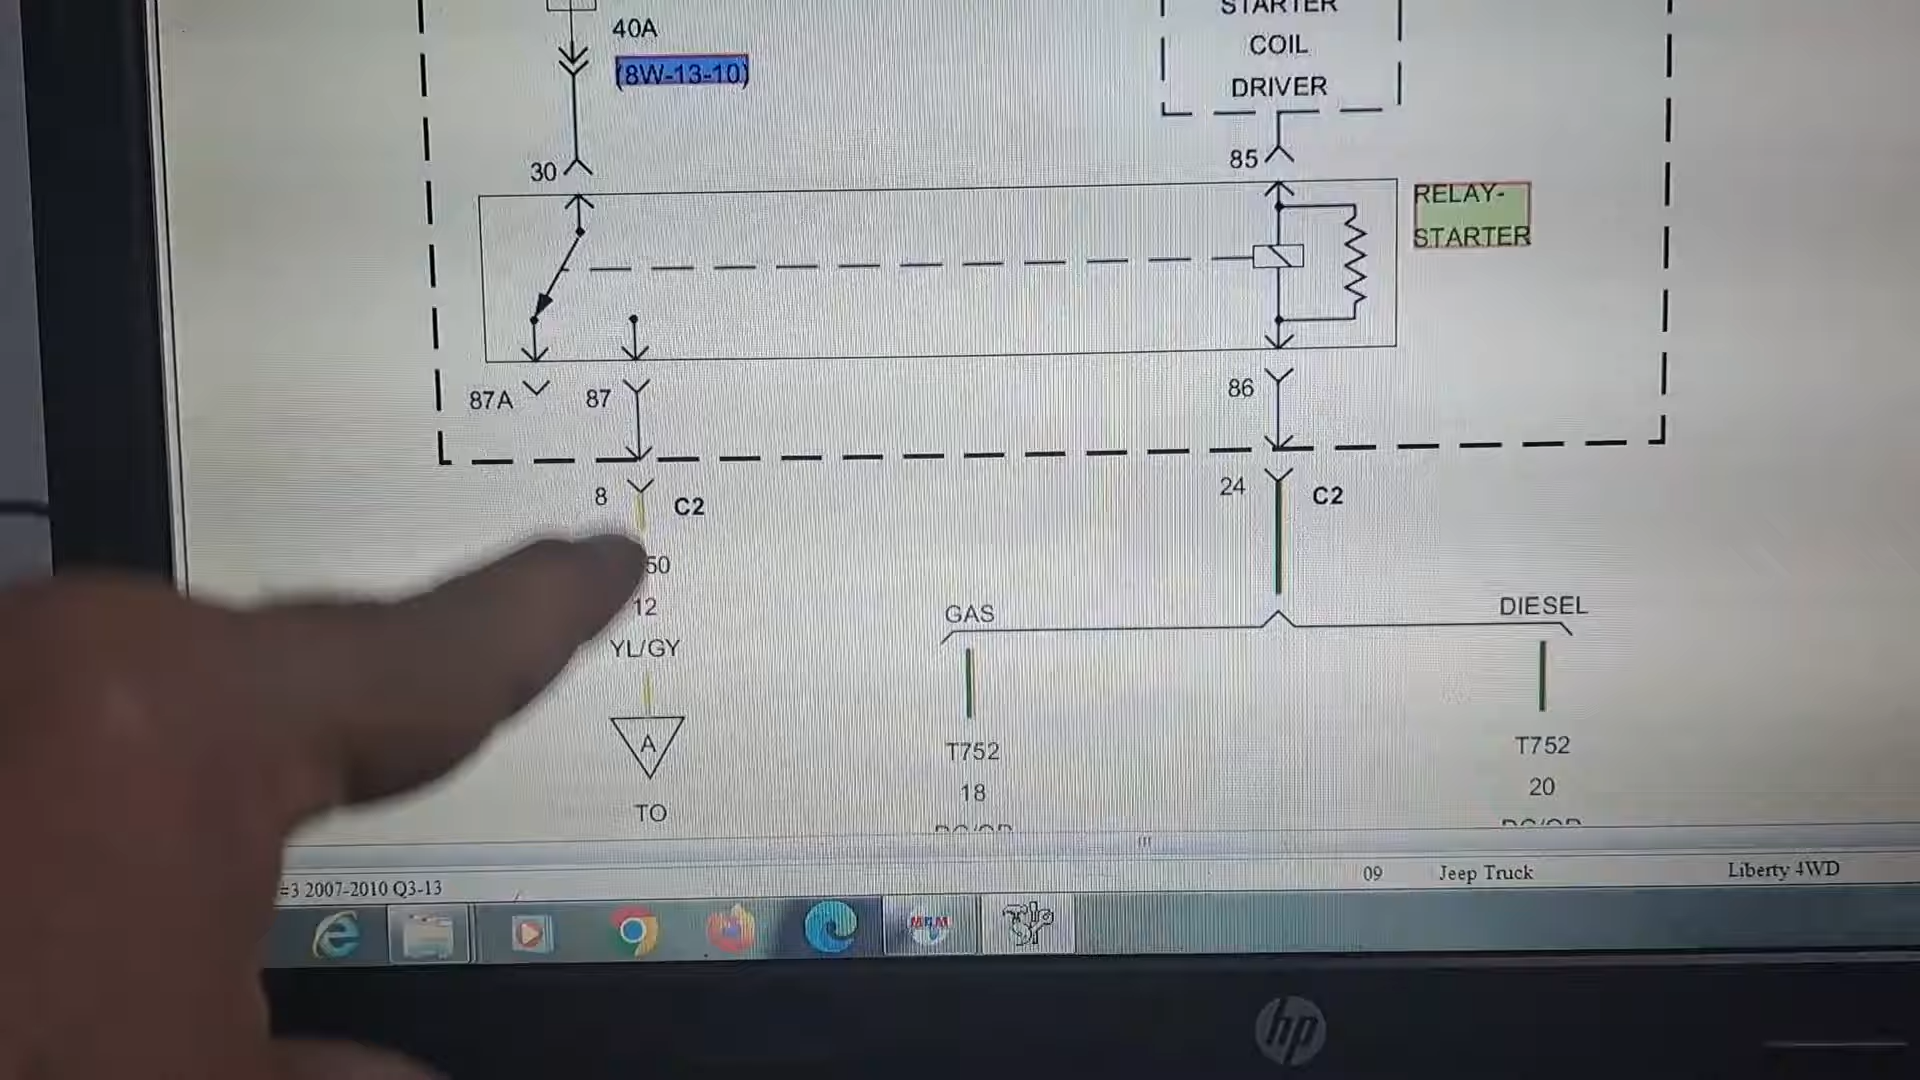 STARTER
40A
COIL
(8W-13-10)
DRIVER
30
85
RELAY-
STARTER
87A
87
86
8
C2
24
C2
50
12
GAS
DIESEL
YL/GY
A
T752
T752
TO
18
20
=3 2007-2010 Q3-13
09 Jeep Truck Liberty 4WD
hp